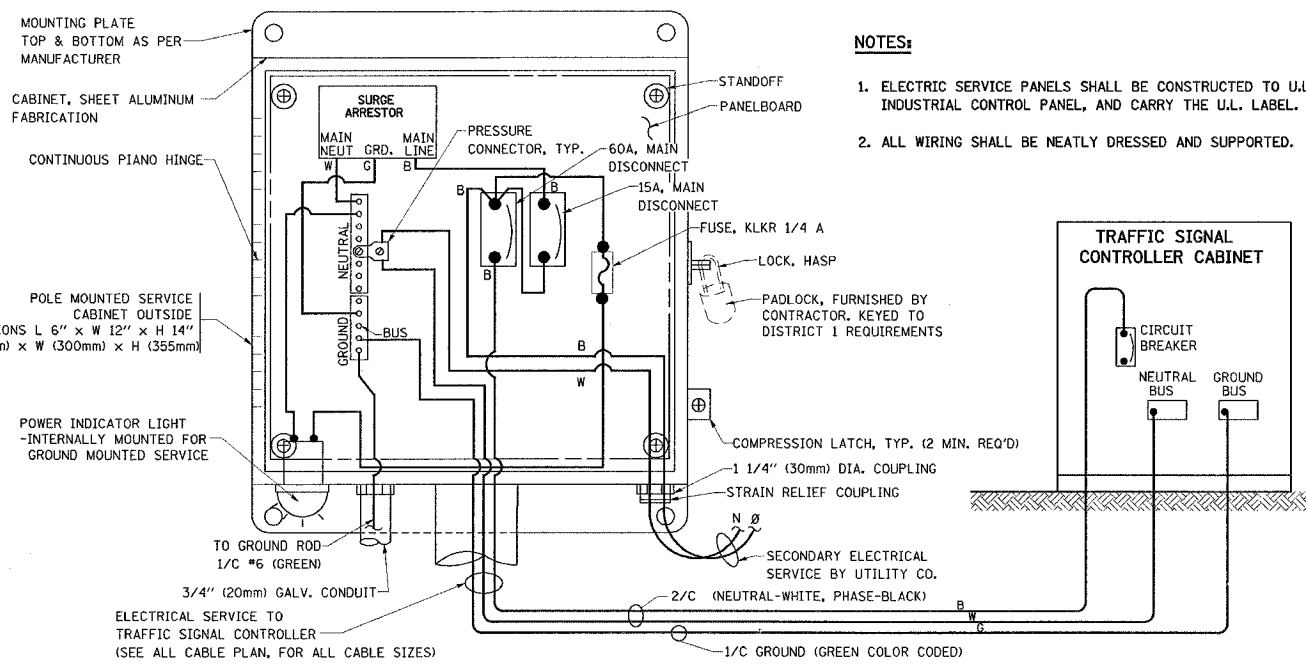 MOUNTING PLATE
TOP & BOTTOM AS PER
MANUFACTURER
CABINET, SHEET ALUMINUM
FABRICATION
CONTINUOUS PIANO HINGE
POLE MOUNTED SERVICE
CABINET OUTSIDE
IONS L 6" x W 12" x H 14"
m) x W (300mm) x H (355mm)
POWER INDICATOR LIGHT
-INTERNALLY MOUNTED FOR
GROUND MOUNTED SERVICE
SURGE
ARRESTOR
MAIN
NEUT
GRD.
MAIN
LINE
W
G
B
NEUTRAL
GROUND
BUS
PRESSURE
CONNECTOR, TYP.
STANDOFF
PANELBOARD
60A, MAIN
DISCONNECT
15A, MAIN
DISCONNECT
B
B
B
FUSE, KLKR 1/4 A
LOCK, HASP
PADLOCK, FURNISHED BY
CONTRACTOR. KEYED TO
DISTRICT 1 REQUIREMENTS
B
W
COMPRESSION LATCH, TYP. (2 MIN. REQ'D)
1 1/4" (30mm) DIA. COUPLING
STRAIN RELIEF COUPLING
N Ø
SECONDARY ELECTRICAL
SERVICE BY UTILITY CO.
TO GROUND ROD
1/C #6 (GREEN)
3/4" (20mm) GALV. CONDUIT
ELECTRICAL SERVICE TO
TRAFFIC SIGNAL CONTROLLER
(SEE ALL CABLE PLAN, FOR ALL CABLE SIZES)
2/C (NEUTRAL-WHITE, PHASE-BLACK)
B
W
G
1/C GROUND (GREEN COLOR CODED)
NOTES:
1. ELECTRIC SERVICE PANELS SHALL BE CONSTRUCTED TO U.L
INDUSTRIAL CONTROL PANEL, AND CARRY THE U.L. LABEL.
2. ALL WIRING SHALL BE NEATLY DRESSED AND SUPPORTED.
TRAFFIC SIGNAL
CONTROLLER CABINET
CIRCUIT
BREAKER
NEUTRAL
BUS
GROUND
BUS